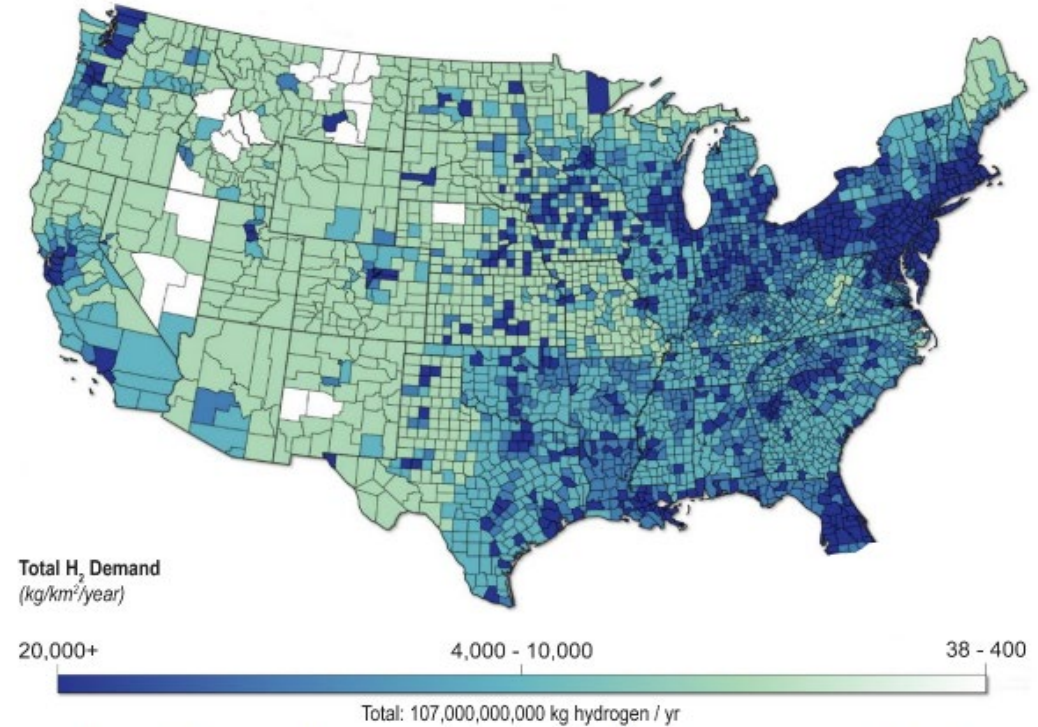 Total H₂ Demand
(kg/km²/year)
20,000+ 4,000 - 10,000 38 - 400
Total: 107,000,000,000 kg hydrogen / yr